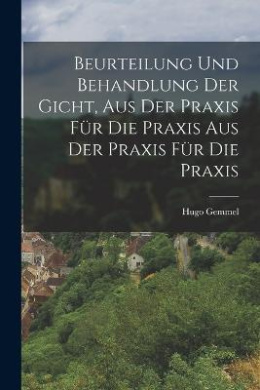 Beurteilung Und
Behandlung Der
Gicht, Aus Der Praxis
Für Die Praxis Aus
Der Praxis Für Die
Praxis
Hugo Gemmel